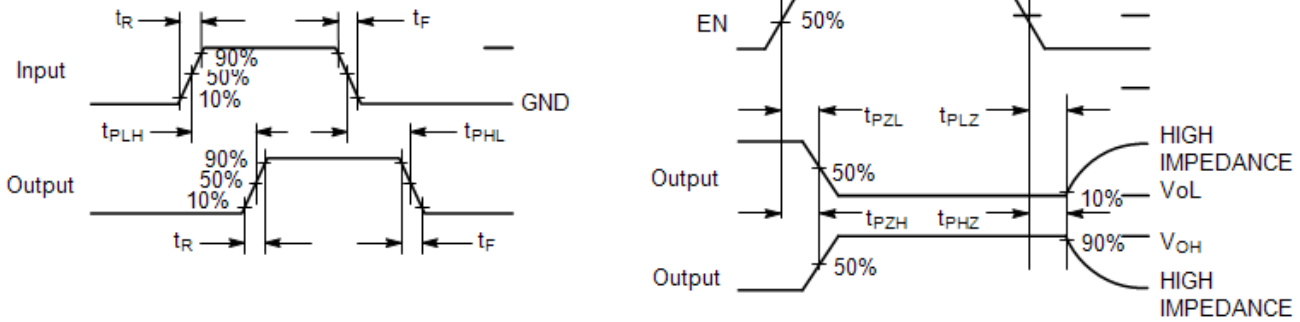 tR
tF
Input
90%
50%
10%
GND
tPLH
tPHL
Output
90%
50%
10%
tR
tF
EN
50%
tPZL
tPLZ
Output
50%
HIGH
IMPEDANCE
10%
VOL
tPZH
tPHZ
Output
50%
90%
VOH
HIGH
IMPEDANCE